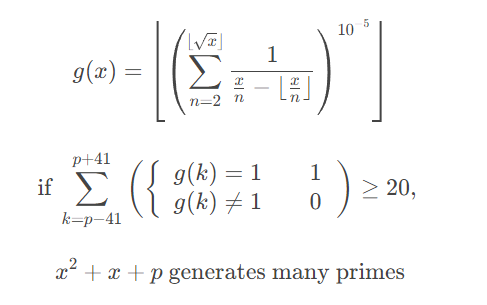 g(x) = ⌊(∑_{n=2}^{⌊√x⌋} 1/(x/n − ⌊x/n⌋))^{10^{-5}}⌋
if ∑_{k=p−41}^{p+41} ({ g(k) = 1 1 g(k) ≠ 1 0 ) ≥ 20,
x² + x + p generates many primes